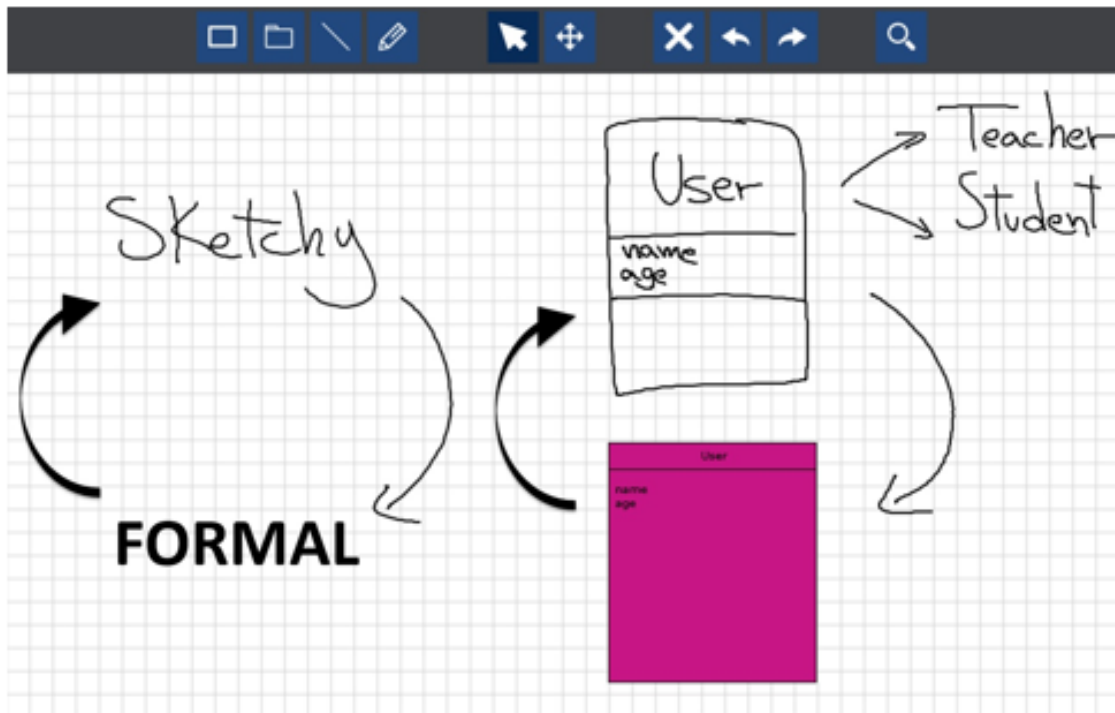 Teacher
User
Student
Sketchy
name
age
FORMAL
User
name
age